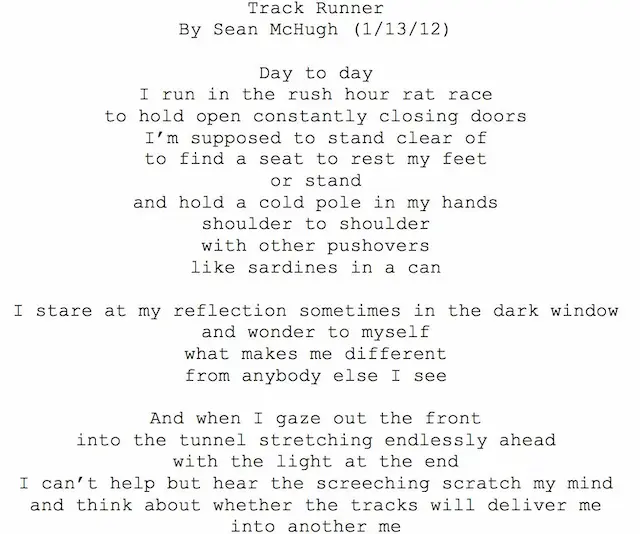 Track Runner
By Sean McHugh (1/13/12)
Day to day
I run in the rush hour rat race
to hold open constantly closing doors
I’m supposed to stand clear of
to find a seat to rest my feet
or stand
and hold a cold pole in my hands
shoulder to shoulder
with other pushovers
like sardines in a can
I stare at my reflection sometimes in the dark window
and wonder to myself
what makes me different
from anybody else I see
And when I gaze out the front
into the tunnel stretching endlessly ahead
with the light at the end
I can’t help but hear the screeching scratch my mind
and think about whether the tracks will deliver me
into another me